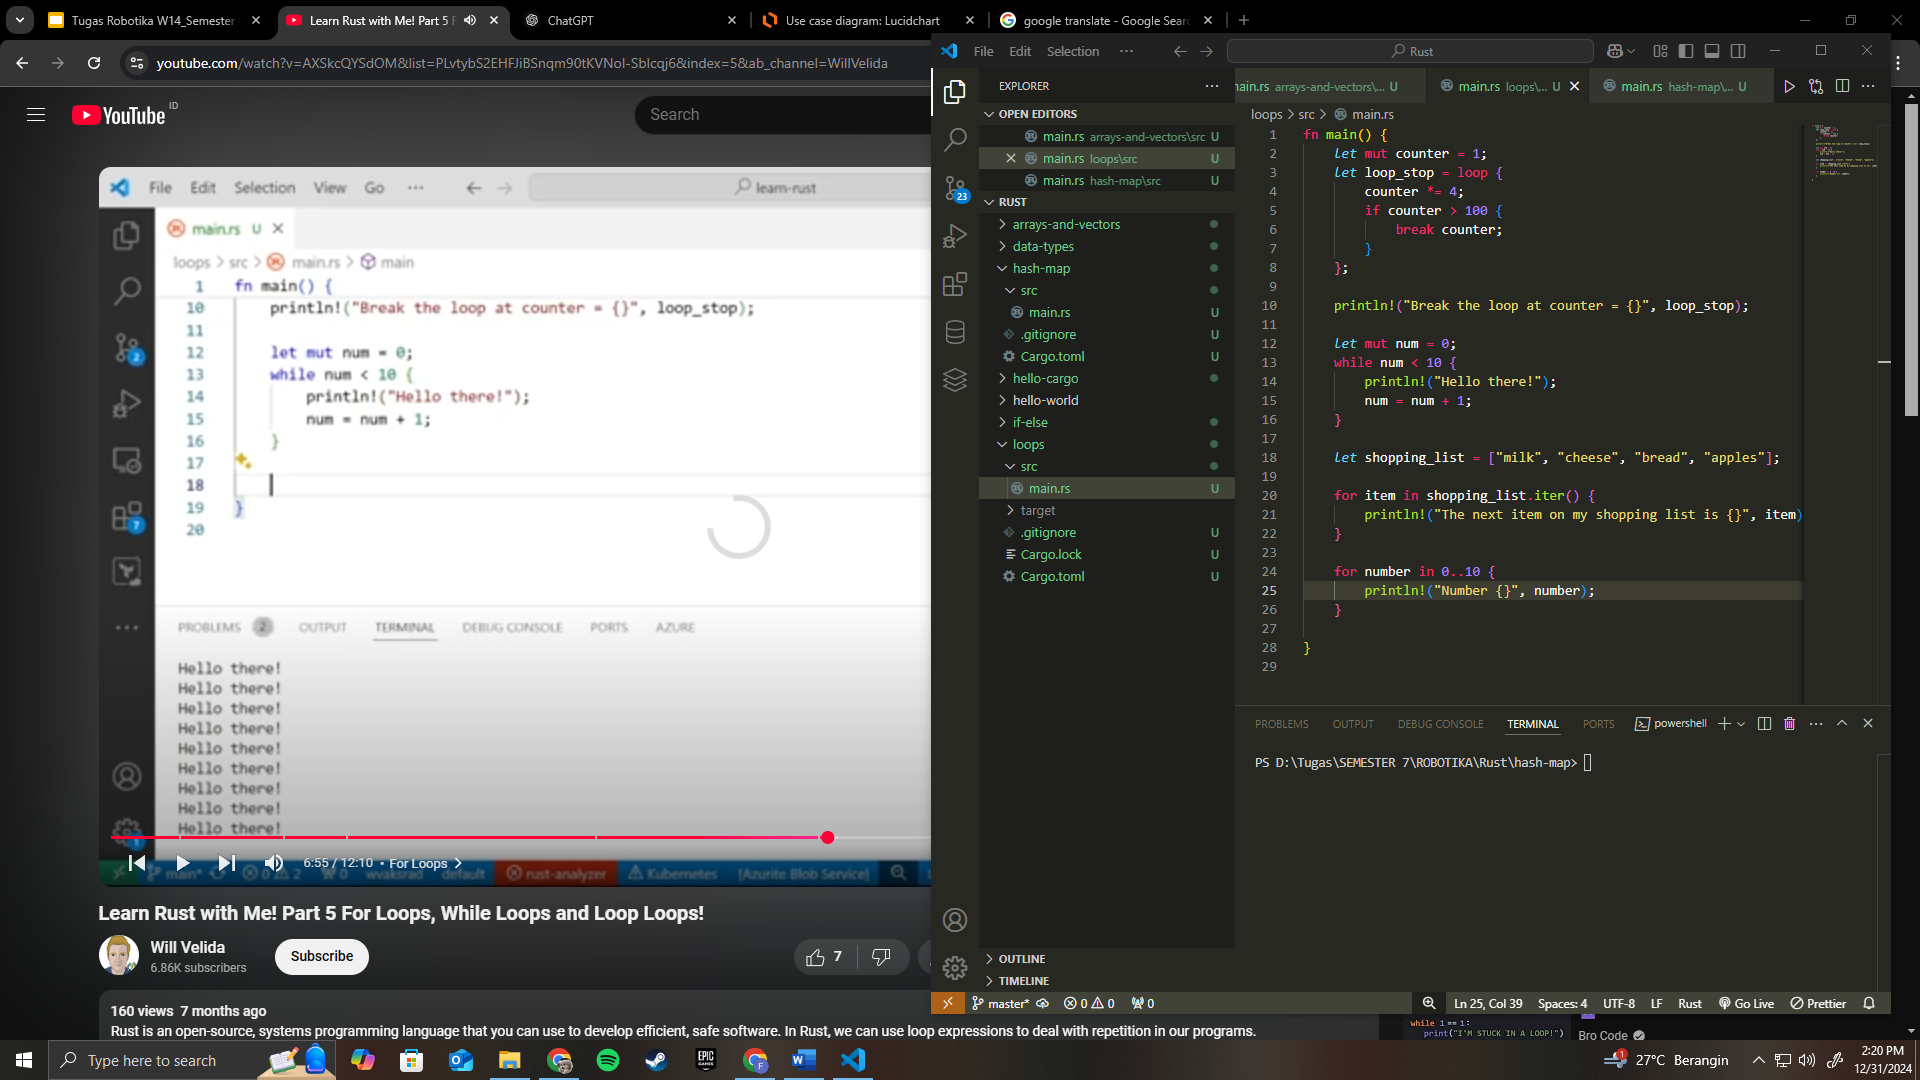 Tugas Robotika W14_Semester
Learn Rust with Me! Part 5 F
ChatGPT
Use case diagram: Lucidchart
google translate - Google Sear
youtube.com/watch?v=AXSkcQYSdOM&list=PLvtybS2EHFJiBSnqm90tKVNoI-Sblcqj6&index=5&ab_channel=WillVelida
YouTube ID
Search
File Edit Selection View Go ···
learn-rust
main.rs U
loops > src > main.rs > main
1 fn main() {
10 println!("Break the loop at counter = {}", loop_stop);
11
12 let mut num = 0;
13 while num < 10 {
14 println!("Hello there!");
15 num = num + 1;
16 }
17
18
19 }
20
PROBLEMS 2 OUTPUT TERMINAL DEBUG CONSOLE PORTS AZURE
Hello there!
Hello there!
Hello there!
Hello there!
Hello there!
Hello there!
Hello there!
Hello there!
Hello there!
6:55 / 12:10 • For Loops
main* 0 2 0 wvaksrad default rust-analyzer Kubernetes [Azurite Blob Service]
Learn Rust with Me! Part 5 For Loops, While Loops and Loop Loops!
Will Velida
6.86K subscribers
Subscribe
7
160 views 7 months ago
Rust is an open-source, systems programming language that you can use to develop efficient, safe software. In Rust, we can use loop expressions to deal with repetition in our programs.
File Edit Selection ···
Rust
EXPLORER
OPEN EDITORS
main.rs arrays-and-vectors\src U
main.rs loops\src U
main.rs hash-map\src U
RUST
arrays-and-vectors
data-types
hash-map
src
main.rs U
.gitignore U
Cargo.toml U
hello-cargo
hello-world
if-else
loops
src
main.rs U
target
.gitignore U
Cargo.lock U
Cargo.toml U
OUTLINE
TIMELINE
23
main.rs arrays-and-vectors\... U
main.rs loops\... U
main.rs hash-map\... U
loops > src > main.rs
1 fn main() {
2 let mut counter = 1;
3 let loop_stop = loop {
4 counter *= 4;
5 if counter > 100 {
6 break counter;
7 }
8 };
9
10 println!("Break the loop at counter = {}", loop_stop);
11
12 let mut num = 0;
13 while num < 10 {
14 println!("Hello there!");
15 num = num + 1;
16 }
17
18 let shopping_list = ["milk", "cheese", "bread", "apples"];
19
20 for item in shopping_list.iter() {
21 println!("The next item on my shopping list is {}", item)
22 }
23
24 for number in 0..10 {
25 println!("Number {}", number);
26 }
27
28 }
29
PROBLEMS OUTPUT DEBUG CONSOLE TERMINAL PORTS powershell
PS D:\Tugas\SEMESTER 7\ROBOTIKA\Rust\hash-map>
master* 0 0 0 Ln 25, Col 39 Spaces: 4 UTF-8 LF Rust Go Live Prettier
while 1 == 1:
print("I'M STUCK IN A LOOP!")
Bro Code
Type here to search
27°C Berangin
2:20 PM
12/31/2024